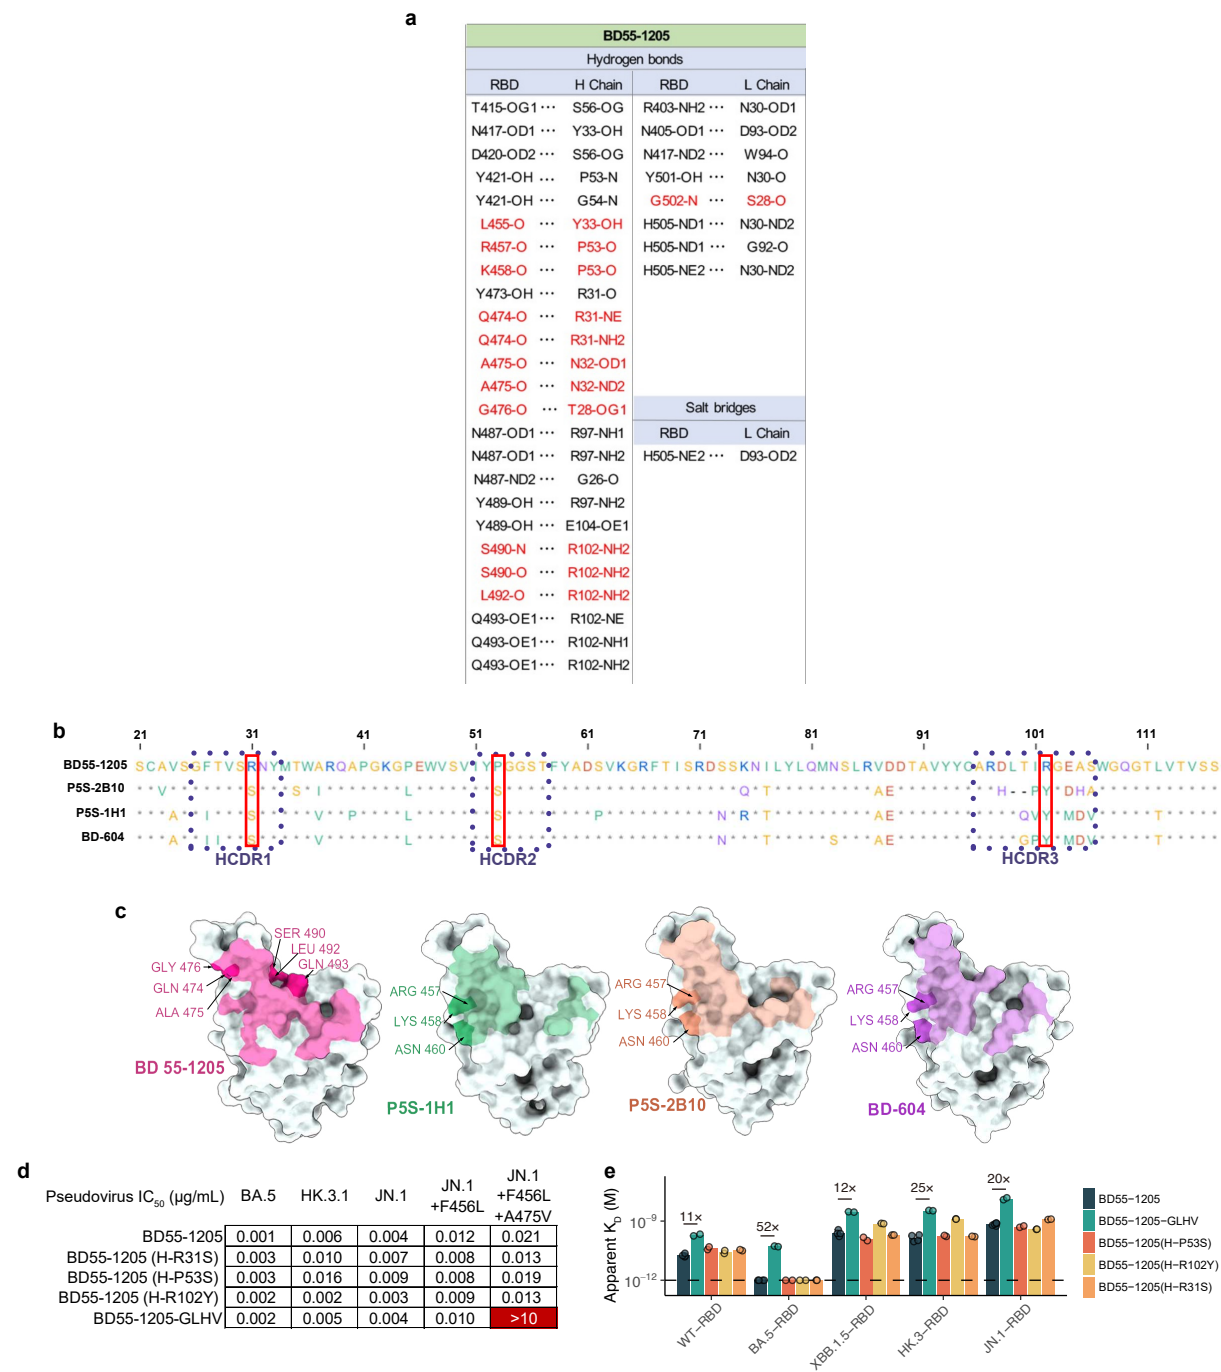 a
BD55-1205
Hydrogen bonds
RBD H Chain RBD L Chain
T415-OG1 ··· S56-OG R403-NH2 ··· N30-OD1
N417-OD1 ··· Y33-OH N405-OD1 ··· D93-OD2
D420-OD2 ··· S56-OG N417-ND2 ··· W94-O
Y421-OH ··· P53-N Y501-OH ··· N30-O
Y421-OH ··· G54-N G502-N ··· S28-O
L455-O ··· Y33-OH H505-ND1 ··· N30-ND2
R457-O ··· P53-O H505-ND1 ··· G92-O
K458-O ··· P53-O H505-NE2 ··· N30-ND2
Y473-OH ··· R31-O
Q474-O ··· R31-NE
Q474-O ··· R31-NH2
A475-O ··· N32-OD1
A475-O ··· N32-ND2
G476-O ··· T28-OG1 Salt bridges
N487-OD1 ··· R97-NH1 RBD L Chain
N487-OD1 ··· R97-NH2 H505-NE2 ··· D93-OD2
N487-ND2 ··· G26-O
Y489-OH ··· R97-NH2
Y489-OH ··· E104-OE1
S490-N ··· R102-NH2
S490-O ··· R102-NH2
L492-O ··· R102-NH2
Q493-OE1 ··· R102-NE
Q493-OE1 ··· R102-NH1
Q493-OE1 ··· R102-NH2
b
21 31 41 51 61 71 81 91 101 111
BD55-1205 SCAVSGFTVSRNYMTWARQAPGKGPEWVSVIYPGGSTFYADSVKGRFTISRDSSKNILYLQMNSLRVDDTAVYYCARDLTIRGEASWGQGTLVTVSS
P5S-2B10 V S S I L S Q T A E H - - P Y D H A
P5S-1H1 A I S V P L S P N R T A E Q V Y M D V T
BD-604 A I I S V L S N T S A E G P Y M D V T
HCDR1 HCDR2 HCDR3
c
SER 490
LEU 492
GLN 493
GLY 476
GLN 474
ALA 475
BD 55-1205
ARG 457
LYS 458
ASN 460
P5S-1H1
ARG 457
LYS 458
ASN 460
P5S-2B10
ARG 457
LYS 458
ASN 460
BD-604
d
Pseudovirus IC50 (μg/mL) BA.5 HK.3.1 JN.1 JN.1 +F456L JN.1 +F456L +A475V
BD55-1205 0.001 0.006 0.004 0.012 0.021
BD55-1205 (H-R31S) 0.003 0.010 0.007 0.008 0.013
BD55-1205 (H-P53S) 0.003 0.016 0.009 0.008 0.019
BD55-1205 (H-R102Y) 0.002 0.002 0.003 0.009 0.013
BD55-1205-GLHV 0.002 0.005 0.004 0.010 >10
e
Apparent KD (M)
10−9
10−12
11× 52× 12× 25× 20×
WT−RBD BA.5−RBD XBB.1.5−RBD HK.3−RBD JN.1−RBD
BD55−1205
BD55−1205−GLHV
BD55−1205(H−P53S)
BD55−1205(H−R102Y)
BD55−1205(H−R31S)